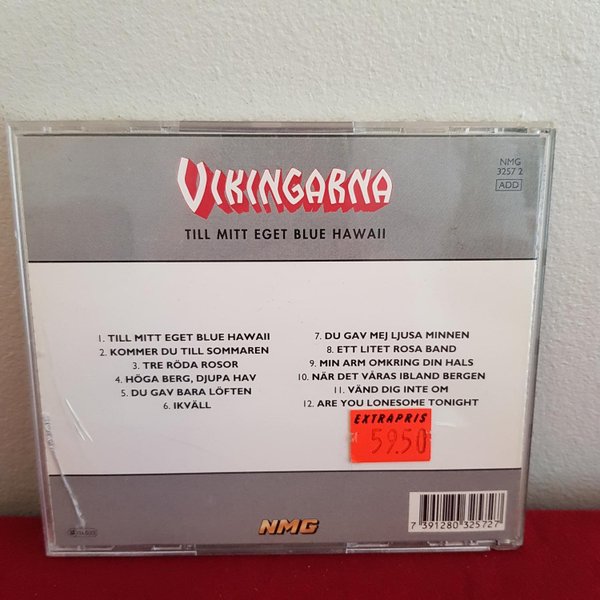 NMG
3257 2
ADD
VIKINGARNA
TILL MITT EGET BLUE HAWAII
1. TILL MITT EGET BLUE HAWAII
2. KOMMER DU TILL SOMMAREN
3. TRE RÖDA ROSOR
4. HÖGA BERG, DJUPA HAV
5. DU GAV BARA LÖFTEN
6. IKVÄLL
7. DU GAV MEJ LJUSA MINNEN
8. ETT LITET ROSA BAND
9. MIN ARM OMKRING DIN HALS
10. NÄR DET VÅRAS IBLAND BERGEN
11. VÄND DIG INTE OM
12. ARE YOU LONESOME TONIGHT
EXTRAPRIS
59.50
NMG
7 391280 325727